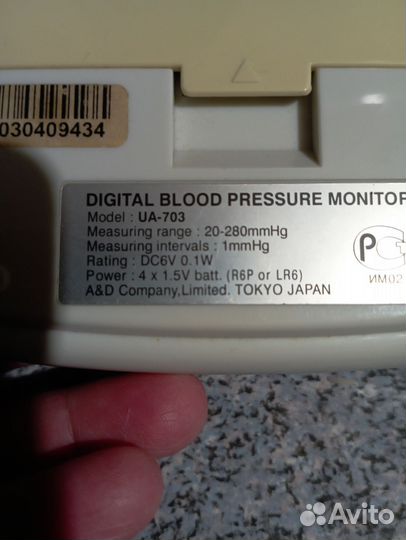 030409434
DIGITAL BLOOD PRESSURE MONITOR
Model : UA-703
Measuring range : 20-280mmHg
Measuring intervals : 1mmHg
Rating : DC6V 0.1W
Power : 4 x 1.5V batt. (R6P or LR6)
A&D Company,Limited. TOKYO JAPAN
ИМ02
Avito